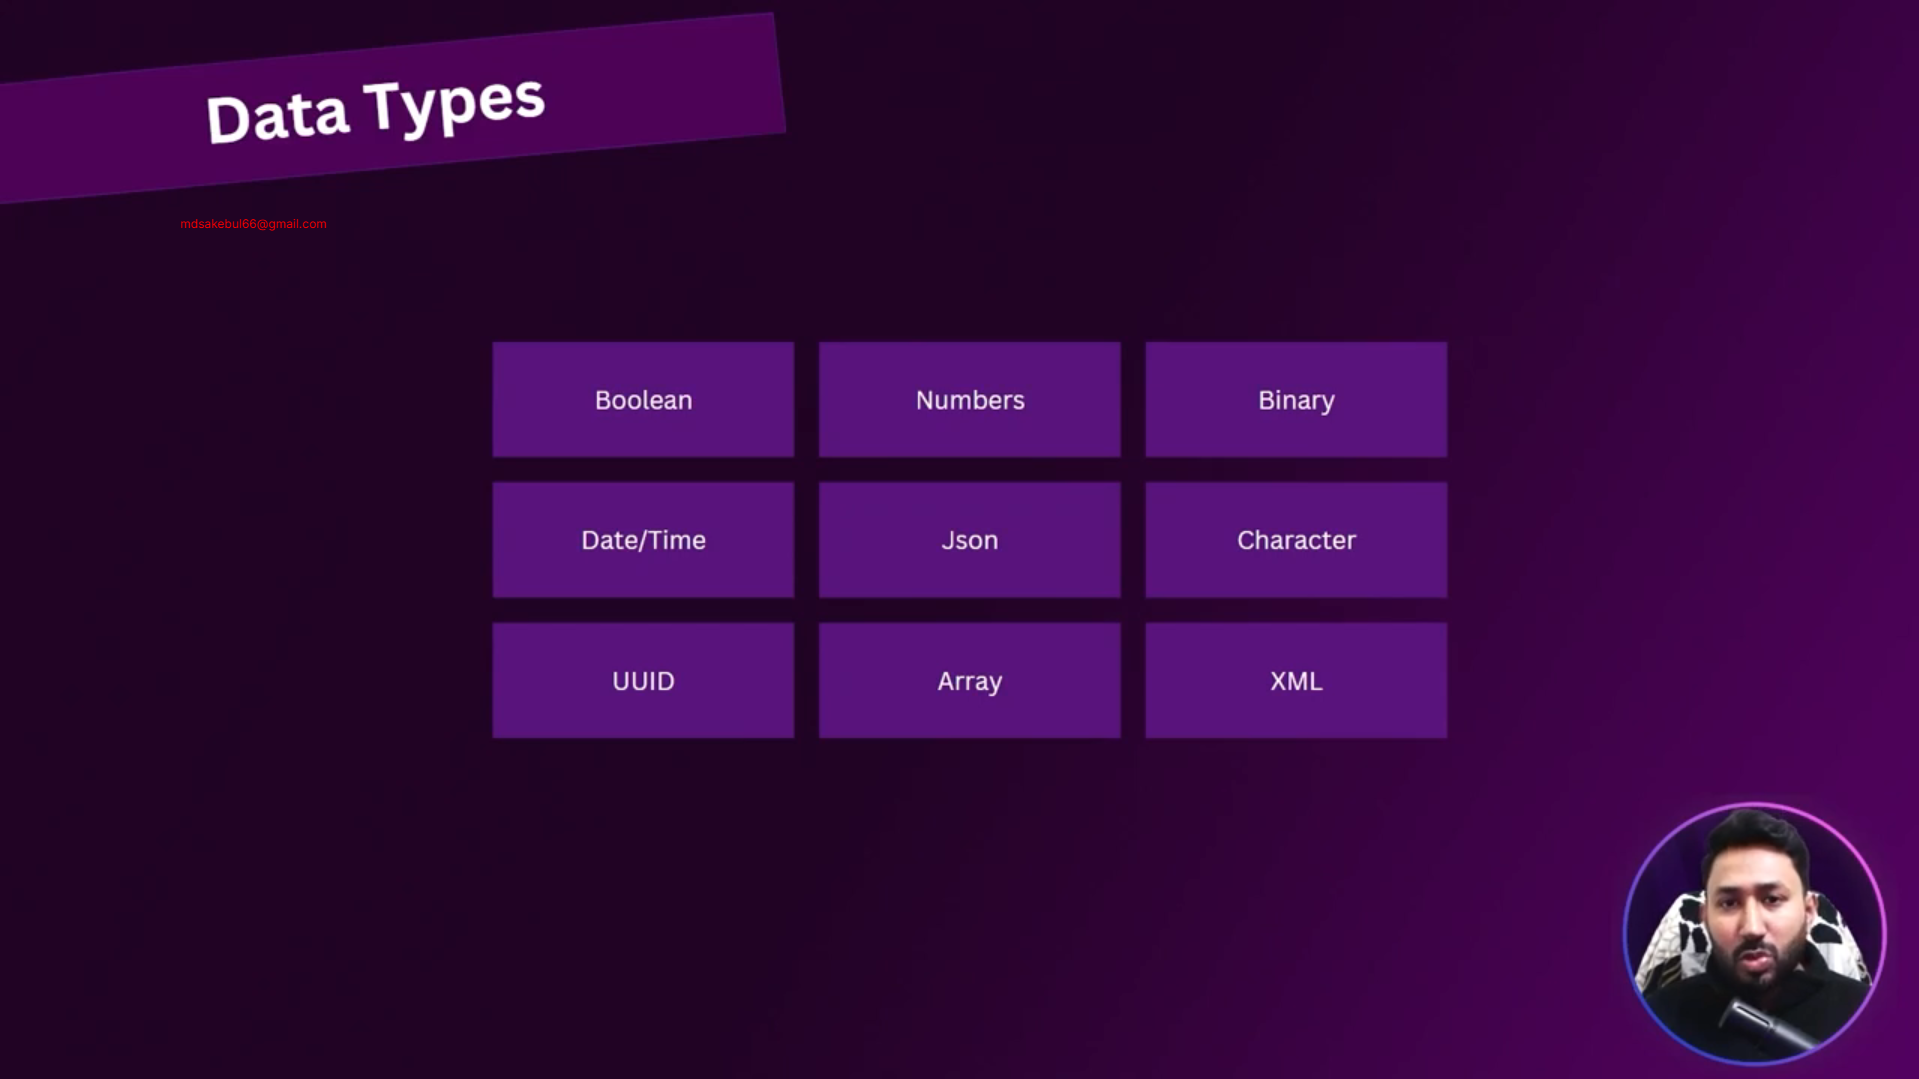 Data Types
mdsakebul66@gmail.com
Boolean
Numbers
Binary
Date/Time
Json
Character
UUID
Array
XML